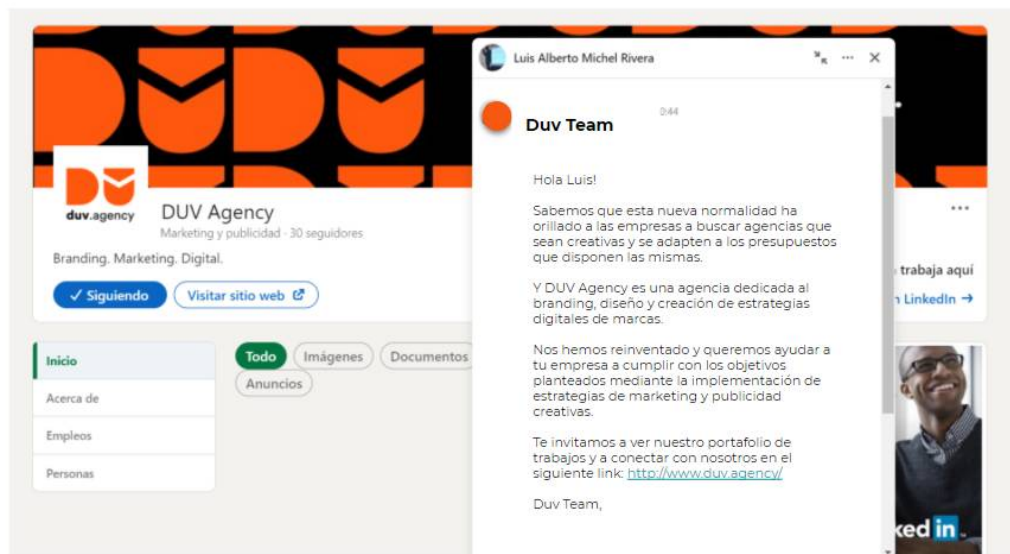 duv.agency
DUV Agency
Marketing y publicidad · 30 seguidores
Branding. Marketing. Digital.
✓ Siguiendo
Visitar sitio web
Inicio
Acerca de
Empleos
Personas
Todo
Imágenes
Documentos
Anuncios
Luis Alberto Michel Rivera
Duv Team
0:44
Hola Luis!
Sabemos que esta nueva normalidad ha
orillado a las empresas a buscar agencias que
sean creativas y se adapten a los presupuestos
que disponen las mismas.
Y DUV Agency es una agencia dedicada al
branding, diseño y creación de estrategias
digitales de marcas.
Nos hemos reinventado y queremos ayudar a
tu empresa a cumplir con los objetivos
planteados mediante la implementación de
estrategias de marketing y publicidad
creativas.
Te invitamos a ver nuestro portafolio de
trabajos y a conectar con nosotros en el
siguiente link: http://www.duv.agency/
Duv Team,
trabaja aquí
LinkedIn →
ked in